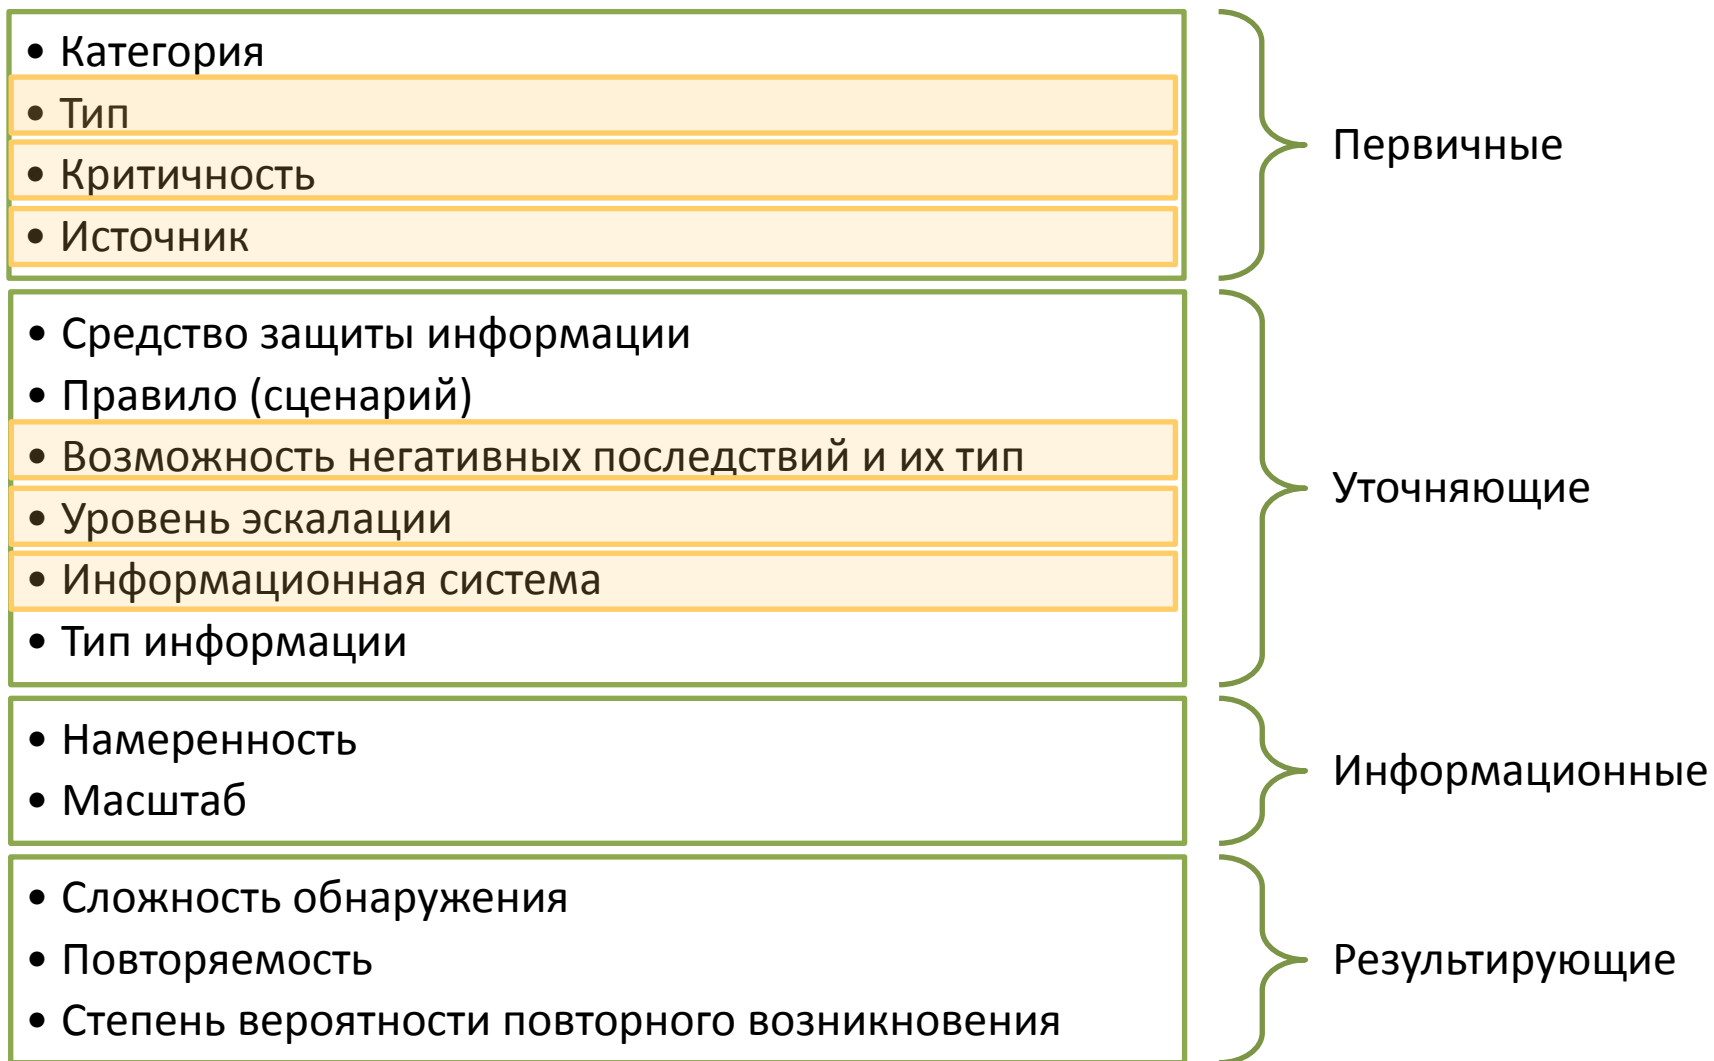 • Категория
• Тип
• Критичность
• Источник
Первичные
• Средство защиты информации
• Правило (сценарий)
• Возможность негативных последствий и их тип
• Уровень эскалации
• Информационная система
• Тип информации
Уточняющие
• Намеренность
• Масштаб
Информационные
• Сложность обнаружения
• Повторяемость
• Степень вероятности повторного возникновения
Результирующие